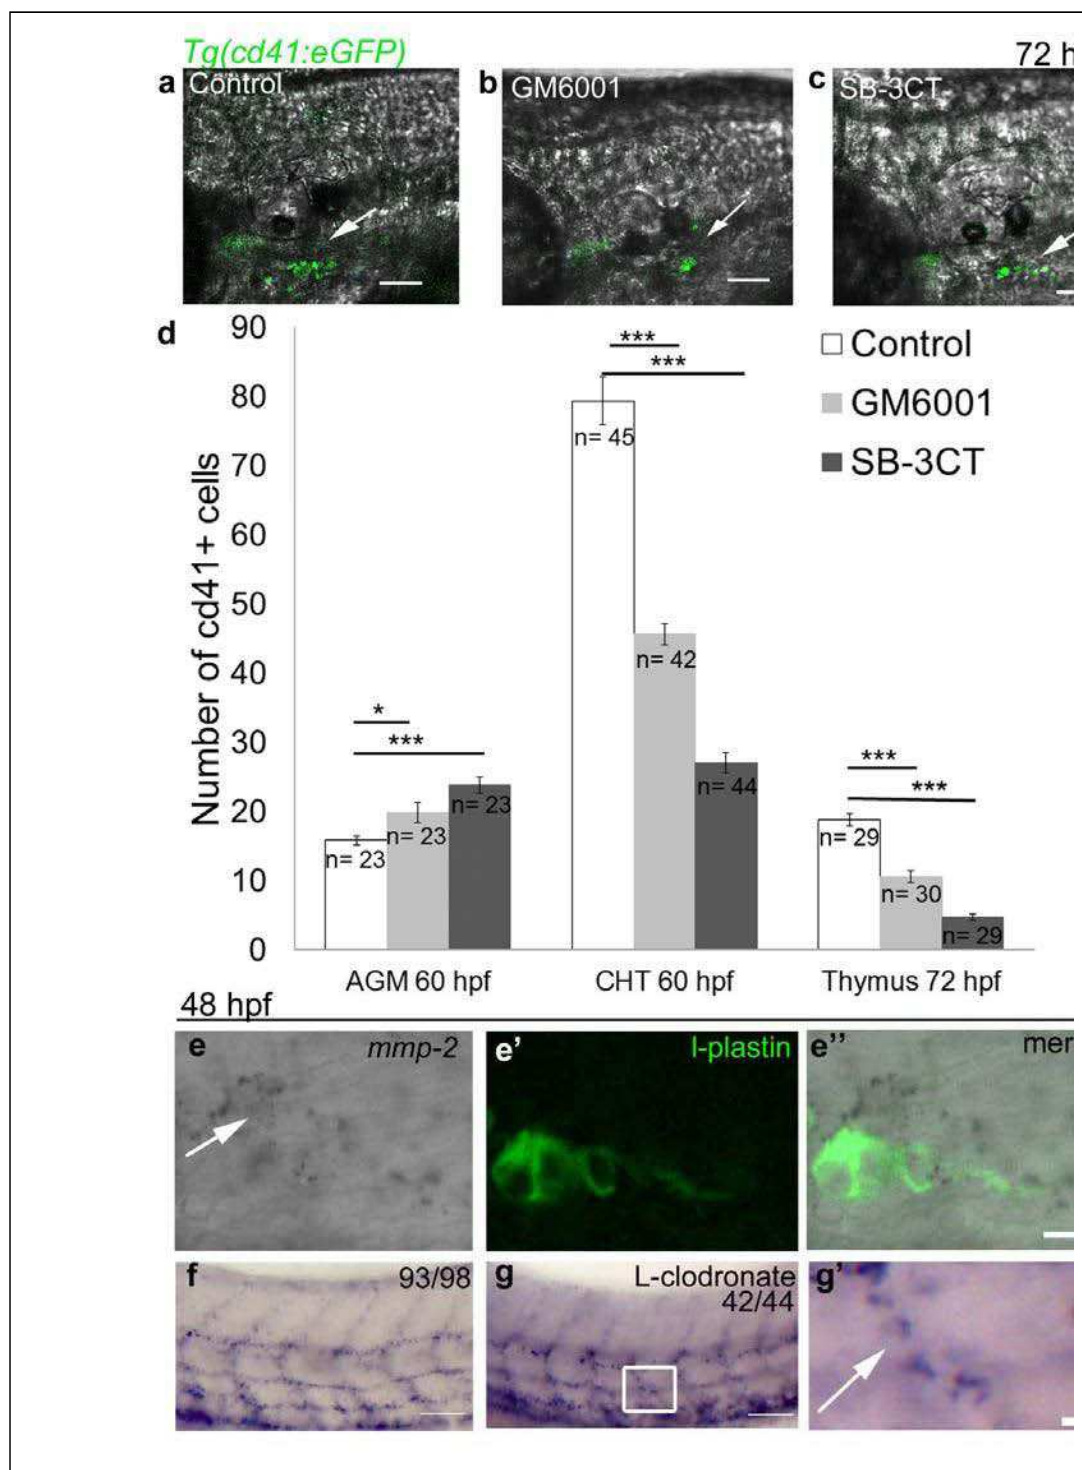 Tg(cd41:eGFP)
72 h
a
Control
b
GM6001
c
SB-3CT
d
90
80
70
60
50
40
30
20
10
0
Number of cd41+ cells
Control
GM6001
SB-3CT
***
***
n= 45
n= 42
n= 44
*
***
n= 23
n= 23
n= 23
***
***
n= 29
n= 30
n= 29
AGM 60 hpf
CHT 60 hpf
Thymus 72 hpf
48 hpf
e
mmp-2
e’
l-plastin
e’’
mer
f
93/98
g
L-clodronate
42/44
g’